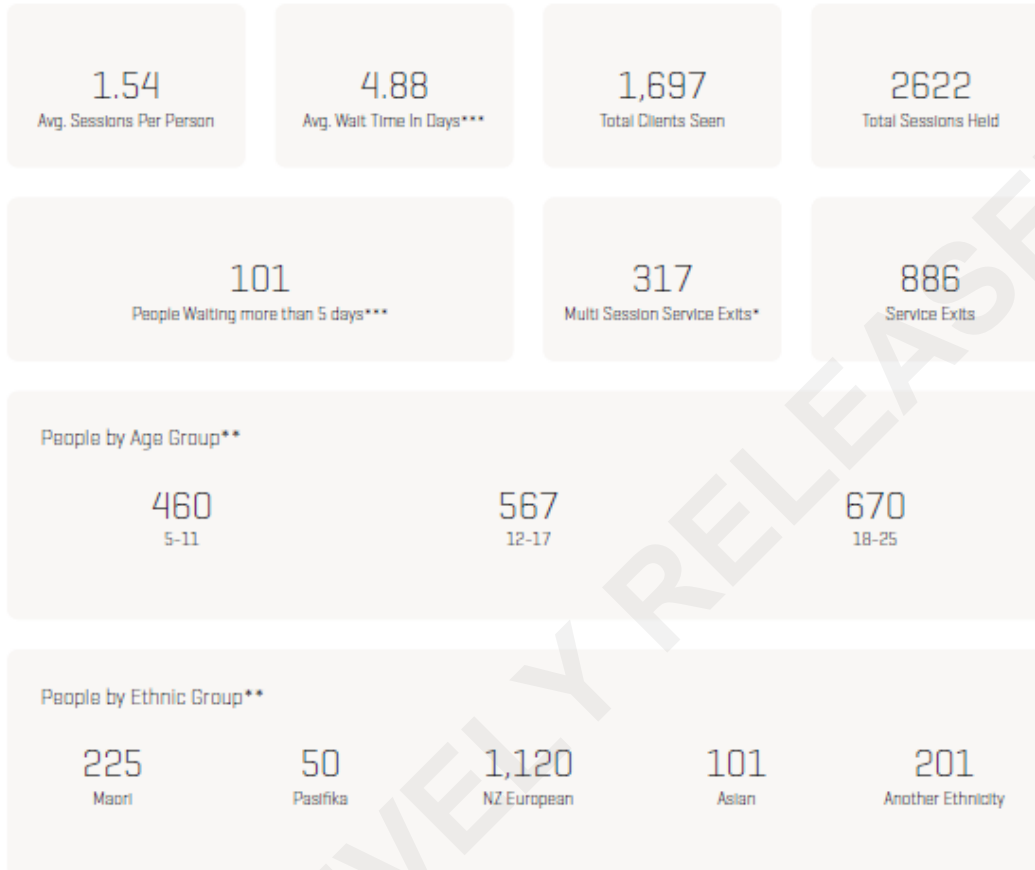 1.54
Avg. Sessions Per Person
4.88
Avg. Wait Time In Days***
1,697
Total Clients Seen
2622
Total Sessions Held
101
People Waiting more than 5 days***
317
Multi Session Service Exits*
886
Service Exits
People by Age Group**
460
5-11
567
12-17
670
18-25
People by Ethnic Group**
225
Maori
50
Pasifika
1,120
NZ European
101
Asian
201
Another Ethnicity